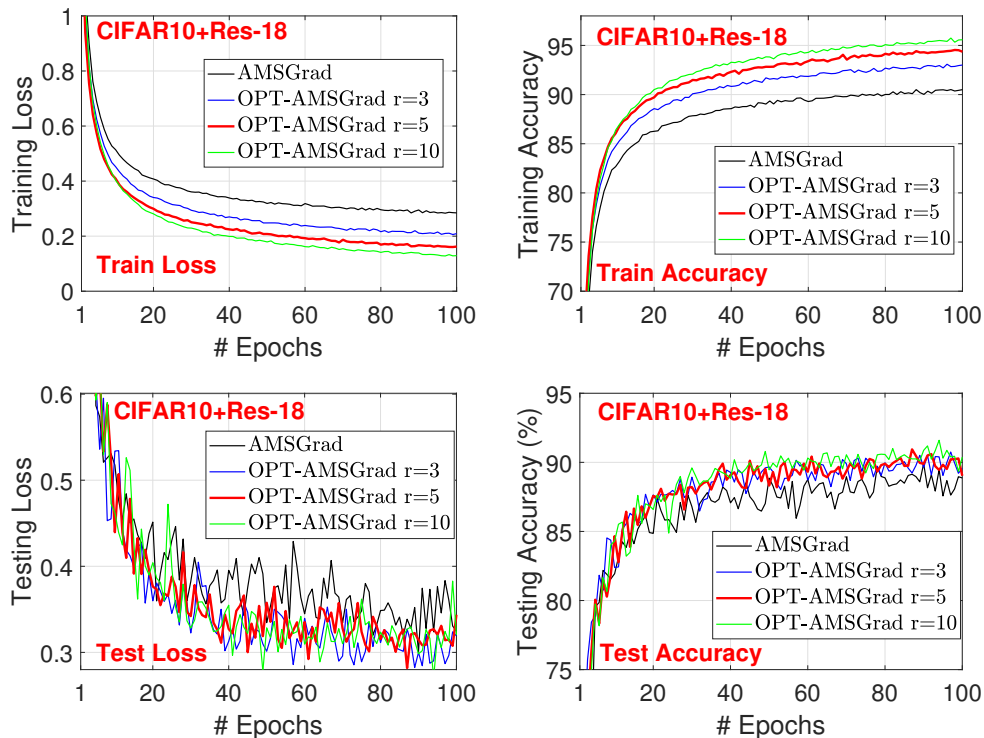 CIFAR10+Res-18
AMSGrad
OPT-AMSGrad r=3
OPT-AMSGrad r=5
OPT-AMSGrad r=10
Train Loss
Training Loss
1
0.8
0.6
0.4
0.2
0
1 20 40 60 80 100
# Epochs
CIFAR10+Res-18
AMSGrad
OPT-AMSGrad r=3
OPT-AMSGrad r=5
OPT-AMSGrad r=10
Train Accuracy
Training Accuracy
95
90
85
80
75
70
1 20 40 60 80 100
# Epochs
CIFAR10+Res-18
AMSGrad
OPT-AMSGrad r=3
OPT-AMSGrad r=5
OPT-AMSGrad r=10
Test Loss
Testing Loss
0.6
0.5
0.4
0.3
1 20 40 60 80 100
# Epochs
CIFAR10+Res-18
AMSGrad
OPT-AMSGrad r=3
OPT-AMSGrad r=5
OPT-AMSGrad r=10
Test Accuracy
Testing Accuracy (%)
95
90
85
80
75
1 20 40 60 80 100
# Epochs